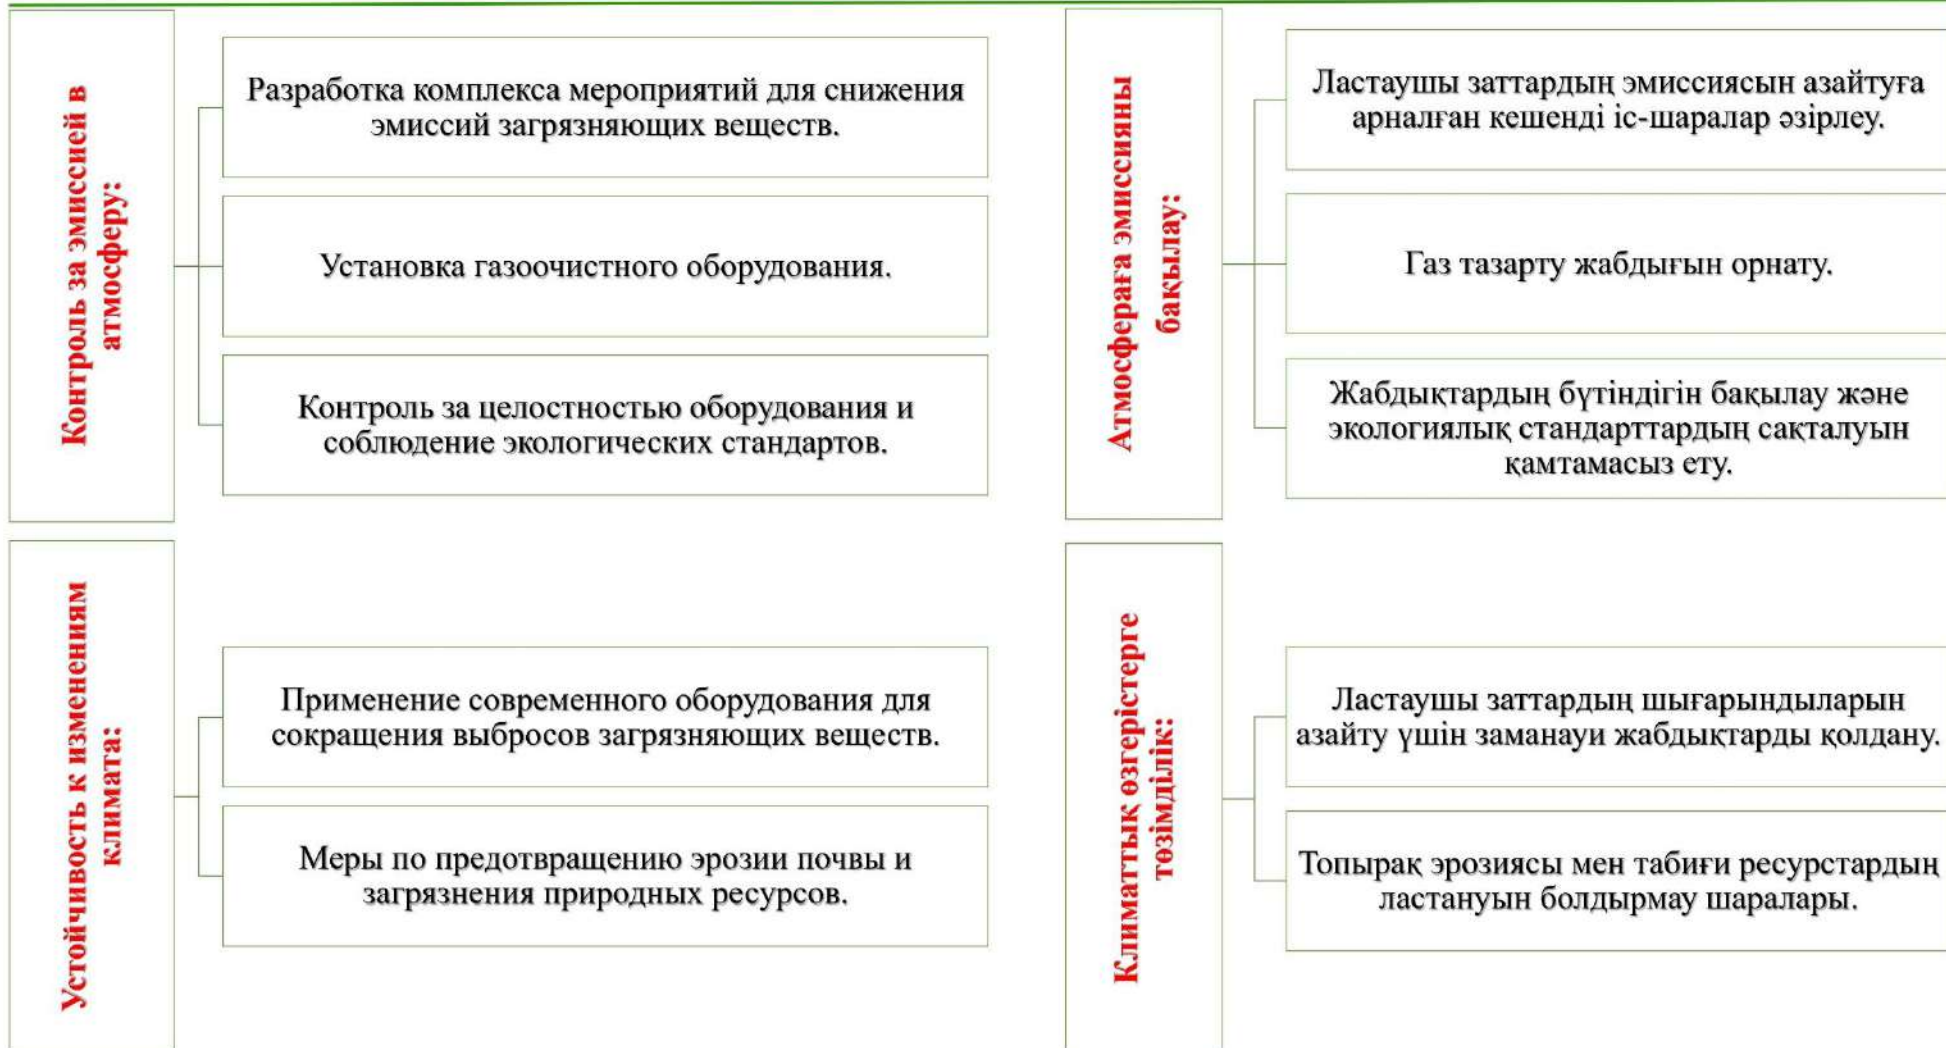 Контроль за эмиссией в
атмосферу:
Разработка комплекса мероприятий для снижения
эмиссий загрязняющих веществ.
Установка газоочистного оборудования.
Контроль за целостностью оборудования и
соблюдение экологических стандартов.
Устойчивость к изменениям
климата:
Применение современного оборудования для
сокращения выбросов загрязняющих веществ.
Меры по предотвращению эрозии почвы и
загрязнения природных ресурсов.
Атмосфераға эмиссияны
бақылау:
Ластаушы заттардың эмиссиясын азайтуға
арналған кешенді іс-шаралар әзірлеу.
Газ тазарту жабдығын орнату.
Жабдықтардың бүтіндігін бақылау және
экологиялық стандарттардың сақталуын
қамтамасыз ету.
Климаттық өзгерістерге
төзімділік:
Ластаушы заттардың шығарындыларын
азайту үшін заманауи жабдықтарды қолдану.
Топырақ эрозиясы мен табиғи ресурстардың
ластануын болдырмау шаралары.